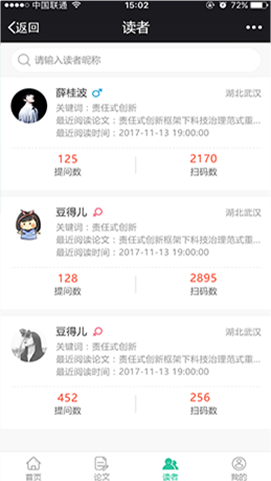 中国联通 15:02 72%
返回 读者
请输入读者昵称
薛桂波 湖北武汉
关键词：责任式创新
最近阅读论文：责任式创新框架下科技治理范式重...
最近阅读时间：2017-11-13 19:00:00
125 2170
提问数 扫码数
豆得儿 湖北武汉
关键词：责任式创新
最近阅读论文：责任式创新框架下科技治理范式重...
最近阅读时间：2017-11-13 19:00:00
128 2895
提问数 扫码数
豆得儿 湖北武汉
关键词：责任式创新
最近阅读论文：责任式创新框架下科技治理范式...
最近阅读时间：2017-11-13 19:00:00
452 256
提问数 扫码数
首页 论文 读者 我的